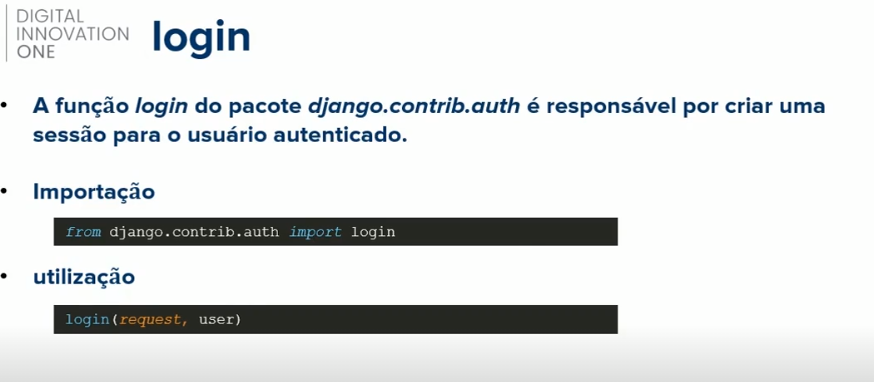 DIGITAL
INNOVATION
ONE
login
• A função login do pacote django.contrib.auth é responsável por criar uma
sessão para o usuário autenticado.
• Importação
from django.contrib.auth import login
• utilização
login(request, user)